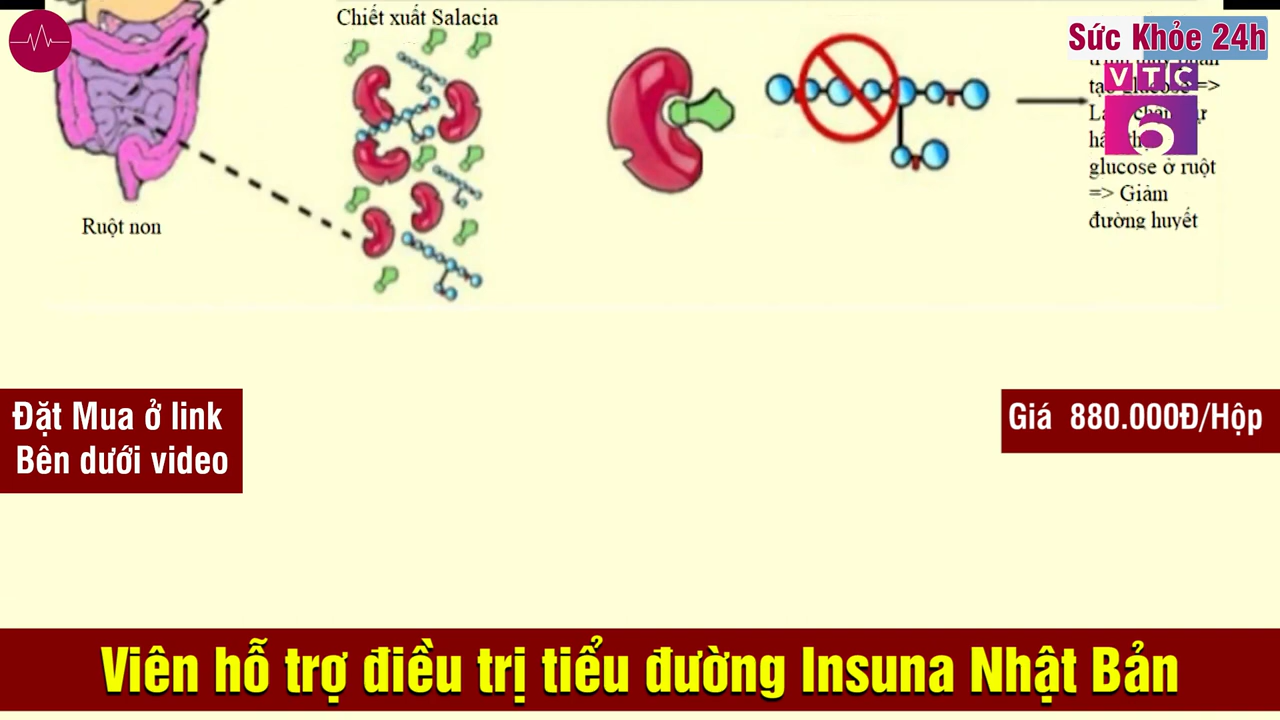 Chiết xuất Salacia
Sức Khỏe 24h
VTC
6
glucose ở ruột
=> Giảm
đường huyết
Ruột non
Đặt Mua ở link
Bên dưới video
Giá 880.000Đ/Hộp
Viên hỗ trợ điều trị tiểu đường Insuna Nhật Bản